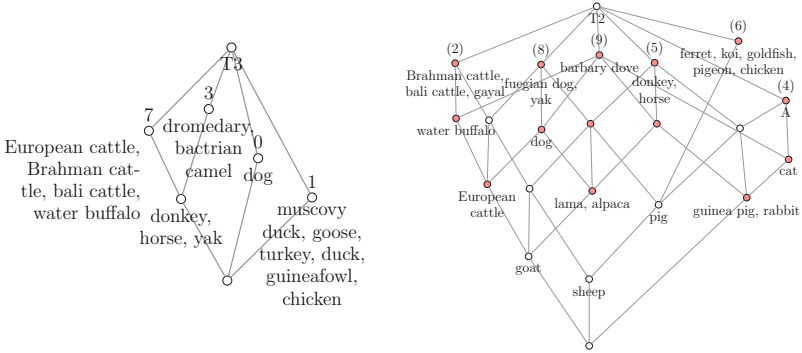 T3
7
3
0
1
European cattle,
Brahman cat-
tle, bali cattle,
water buffalo
dromedary,
bactrian
camel
dog
donkey,
horse, yak
muscovy
duck, goose,
turkey, duck,
guineafowl,
chicken
T2
(2)
(8)
(9)
(5)
(6)
(4)
Brahman cattle,
bali cattle, gayal
fuegian dog,
yak
barbary dove
donkey,
horse
ferret, koi, goldfish,
pigeon, chicken
A
water buffalo
dog
cat
European
cattle
lama, alpaca
pig
guinea pig, rabbit
goat
sheep